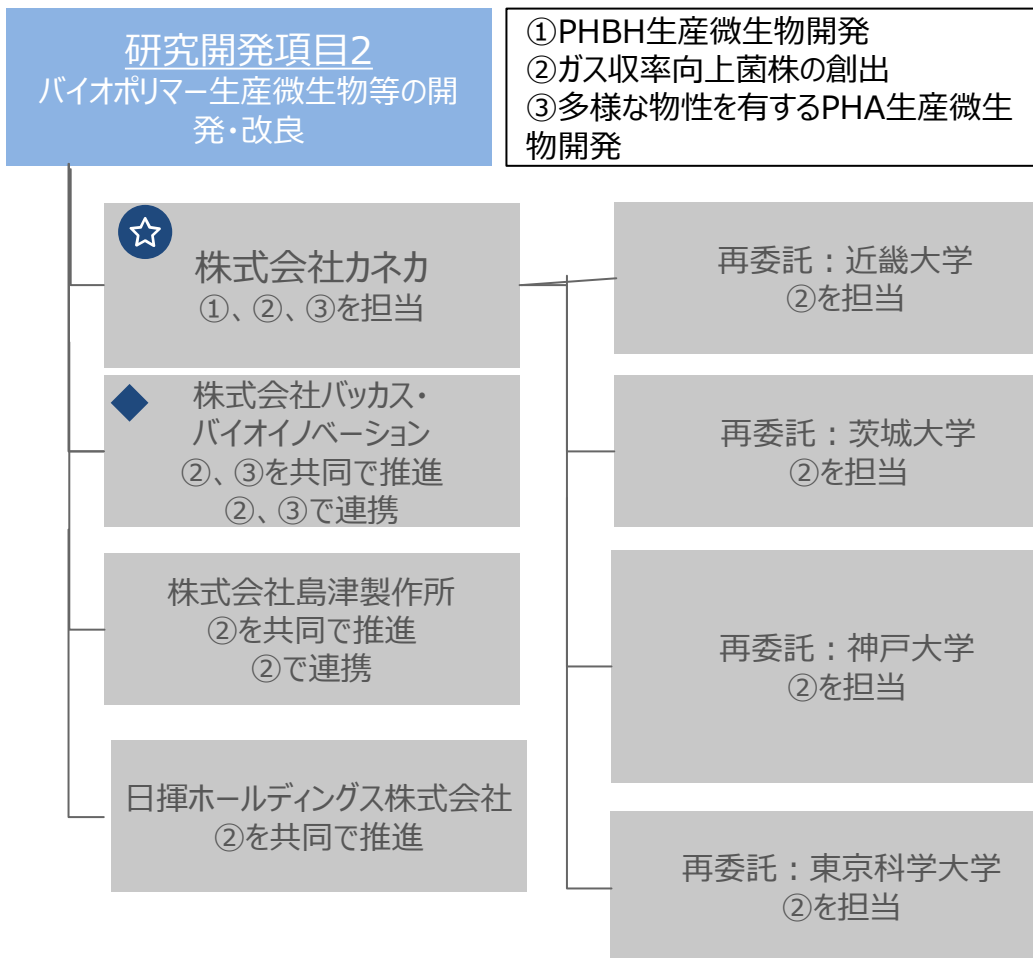 研究開発項目2
バイオポリマー生産微生物等の開
発・改良
①PHBH生産微生物開発
②ガス収率向上菌株の創出
③多様な物性を有するPHA生産微生
物開発
株式会社カネカ
①、②、③を担当
株式会社バッカス・
バイオイノベーション
②、③を共同で推進
②、③で連携
株式会社島津製作所
②を共同で推進
②で連携
日揮ホールディングス株式会社
②を共同で推進
再委託：近畿大学
②を担当
再委託：茨城大学
②を担当
再委託：神戸大学
②を担当
再委託：東京科学大学
②を担当